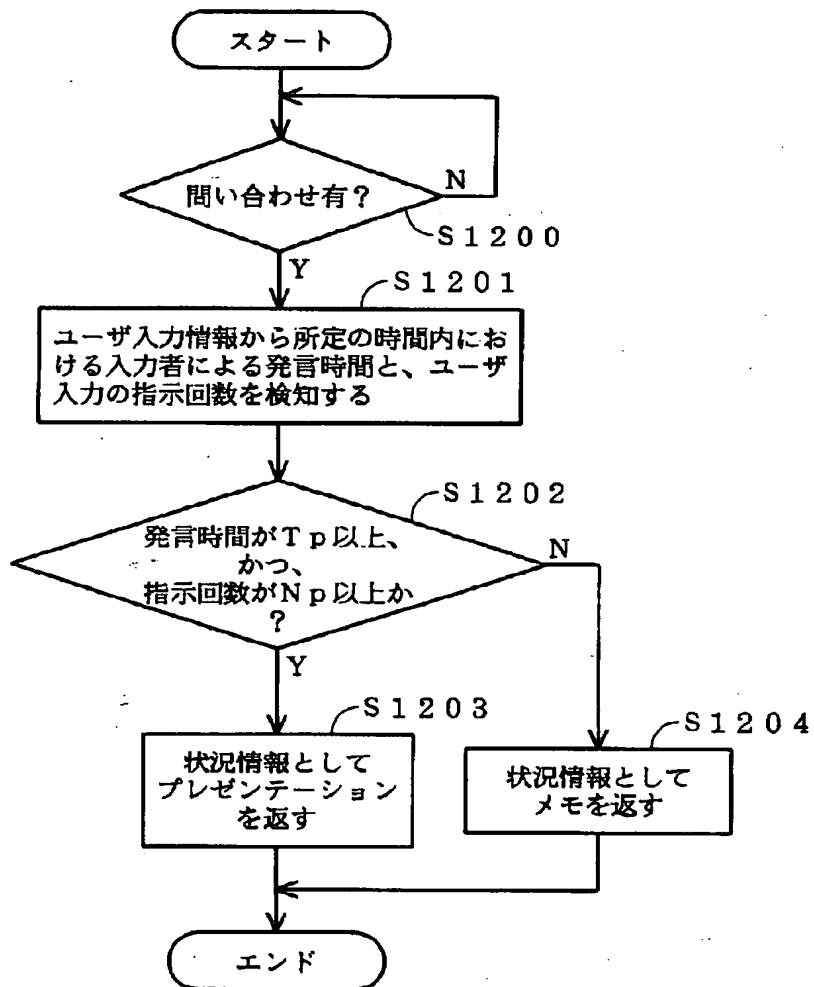 スタート
問い合わせ有？
N
S1200
Y
S1201
ユーザ入力情報から所定の時間内にお
ける入力者による発言時間と、ユーザ
入力の指示回数を検知する
S1202
発言時間がTp以上、
かつ、
指示回数がNp以上か
？
N
Y
S1203
状況情報として
プレゼンテーション
を返す
S1204
状況情報として
メモを返す
エンド